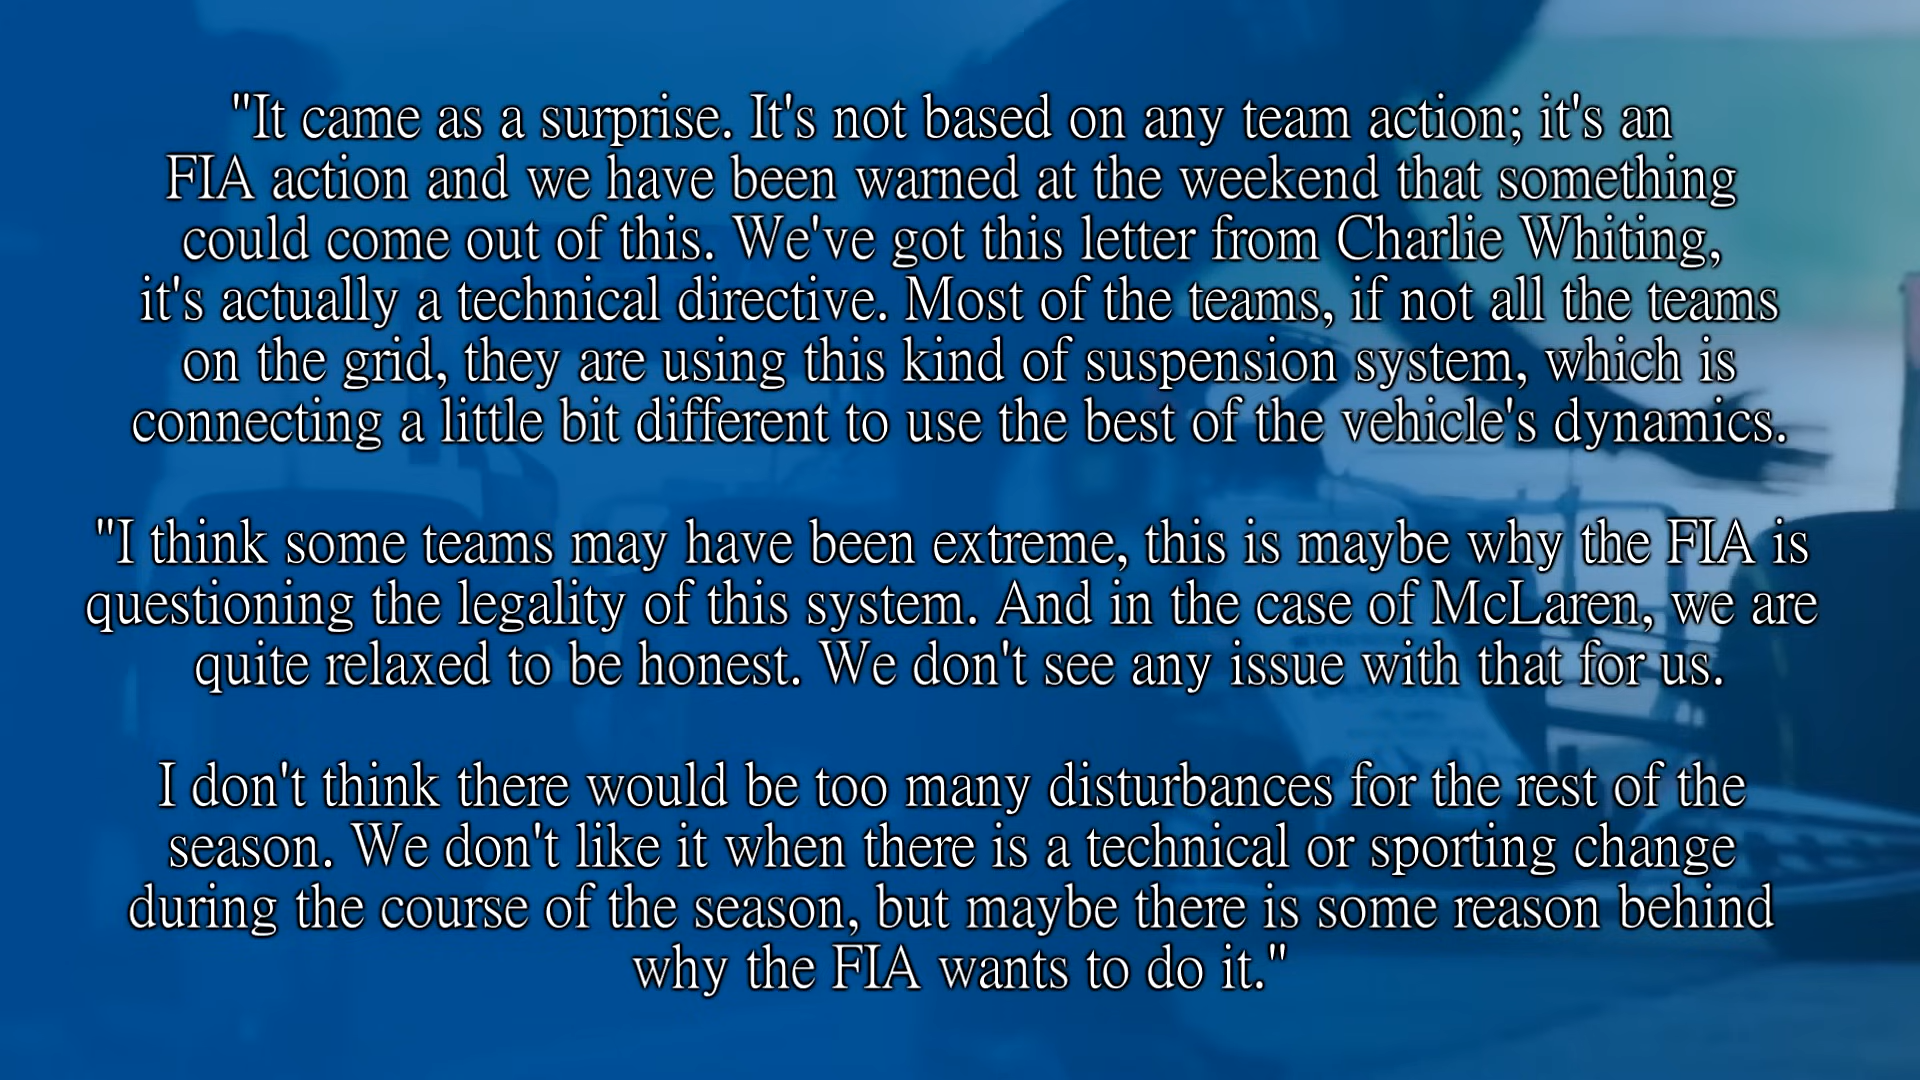 "It came as a surprise. It's not based on any team action; it's an
FIA action and we have been warned at the weekend that something
could come out of this. We've got this letter from Charlie Whiting,
it's actually a technical directive. Most of the teams, if not all the teams
on the grid, they are using this kind of suspension system, which is
connecting a little bit different to use the best of the vehicle's dynamics.
"I think some teams may have been extreme, this is maybe why the FIA is
questioning the legality of this system. And in the case of McLaren, we are
quite relaxed to be honest. We don't see any issue with that for us.
I don't think there would be too many disturbances for the rest of the
season. We don't like it when there is a technical or sporting change
during the course of the season, but maybe there is some reason behind
why the FIA wants to do it."